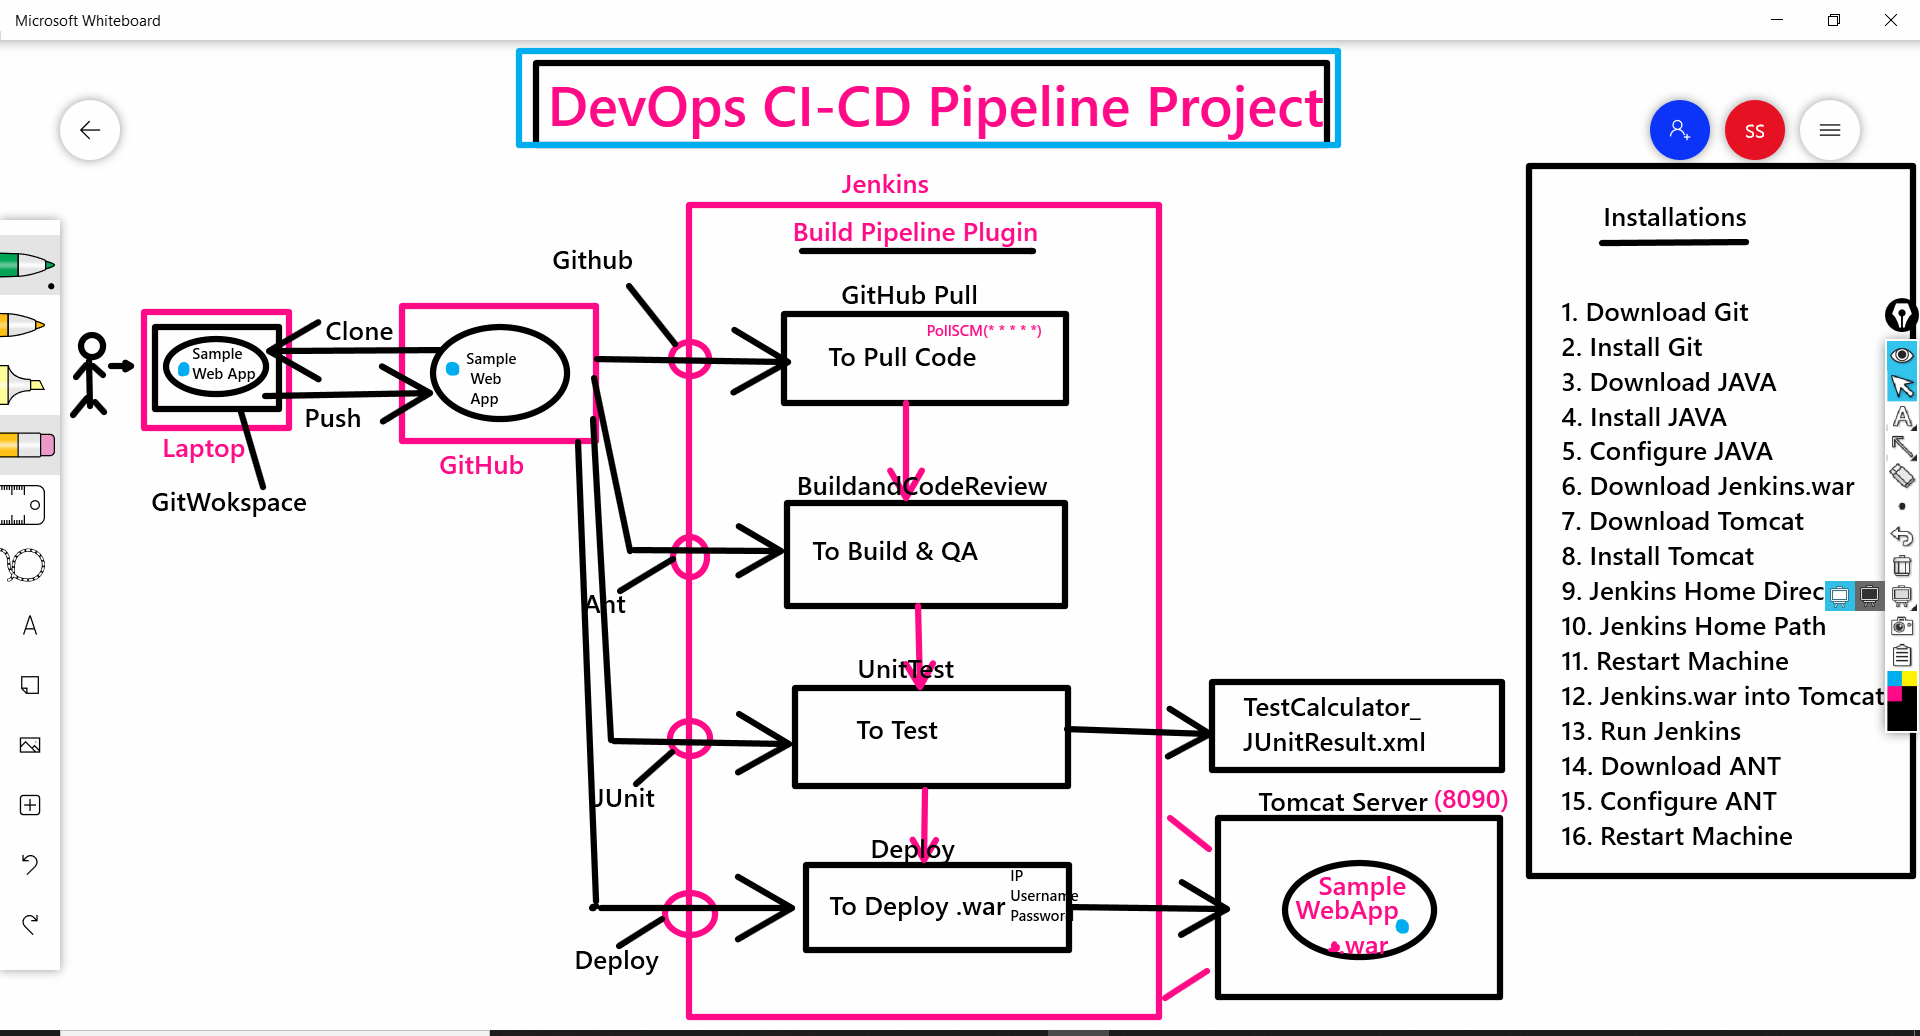 Microsoft Whiteboard
DevOps CI-CD Pipeline Project
SS
Jenkins
Build Pipeline Plugin
Github
GitHub Pull
PollSCM(* * * * *)
To Pull Code
Clone
Sample
Web App
Push
Laptop
GitWokspace
Sample
Web
App
GitHub
BuildandCodeReview
To Build & QA
Ant
UnitTest
To Test
JUnit
TestCalculator_
JUnitResult.xml
Deploy
To Deploy .war
IP
Username
Password
Deploy
Tomcat Server (8090)
Sample
WebApp
.war
Installations
1. Download Git
2. Install Git
3. Download JAVA
4. Install JAVA
5. Configure JAVA
6. Download Jenkins.war
7. Download Tomcat
8. Install Tomcat
9. Jenkins Home Direc
10. Jenkins Home Path
11. Restart Machine
12. Jenkins.war into Tomcat
13. Run Jenkins
14. Download ANT
15. Configure ANT
16. Restart Machine